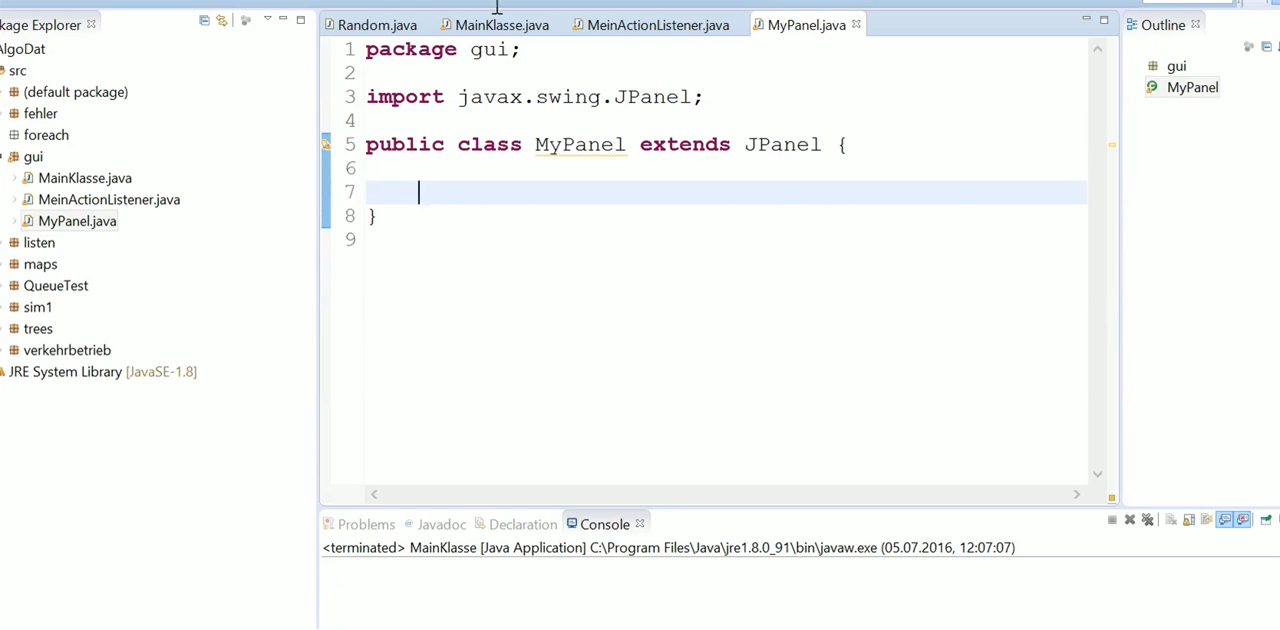 kage Explorer
AlgoDat
src
(default package)
fehler
foreach
gui
MainKlasse.java
MeinActionListener.java
MyPanel.java
listen
maps
QueueTest
sim1
trees
verkehrbetrieb
JRE System Library [JavaSE-1.8]
Random.java MainKlasse.java MeinActionListener.java MyPanel.java
1 package gui;
2
3 import javax.swing.JPanel;
4
5 public class MyPanel extends JPanel {
6
7
8 }
9
Problems Javadoc Declaration Console
<terminated> MainKlasse [Java Application] C:\Program Files\Java\jre1.8.0_91\bin\javaw.exe (05.07.2016, 12:07:07)
Outline
gui
MyPanel